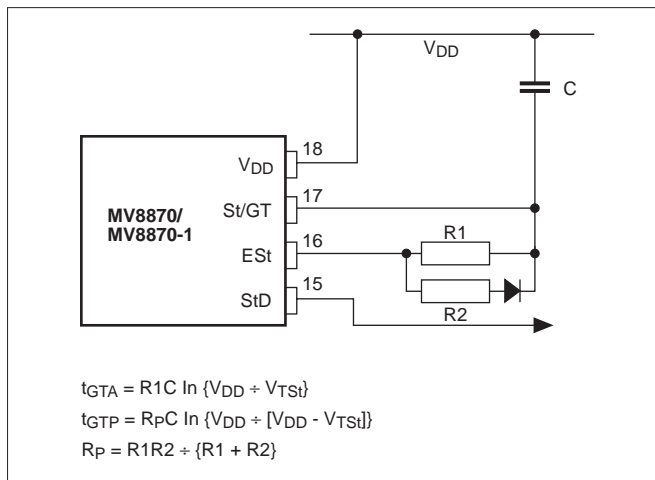 VDD
C
18
VDD
17
St/GT
MV8870/
MV8870-1
R1
16
ESt
15
StD
R2
tGTA = R1C In {VDD ÷ VTSt}
tGTP = RPC In {VDD ÷ [VDD - VTSt]}
RP = R1R2 ÷ {R1 + R2}